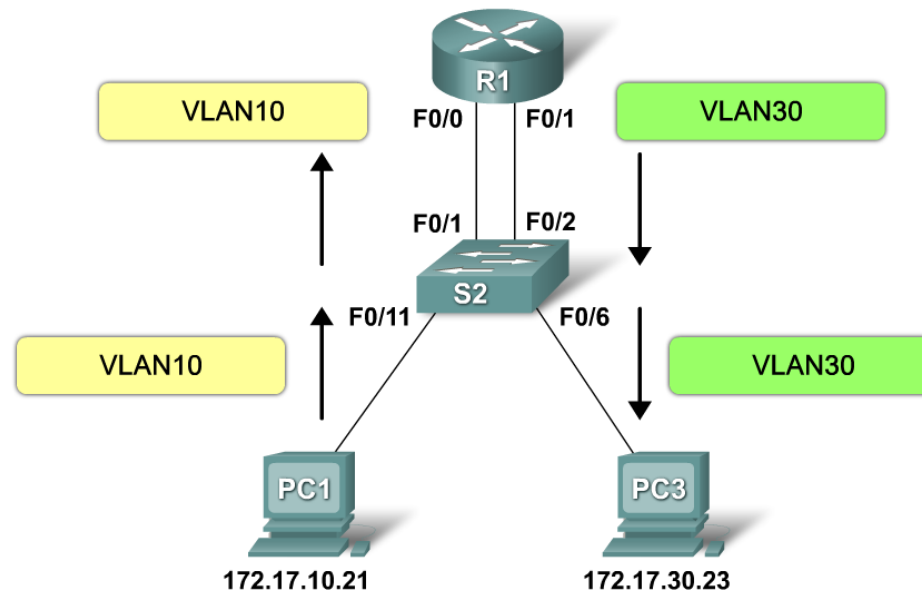 R1
VLAN10
F0/0
F0/1
VLAN30
F0/1
F0/2
S2
F0/11
F0/6
VLAN10
VLAN30
PC1
PC3
172.17.10.21
172.17.30.23